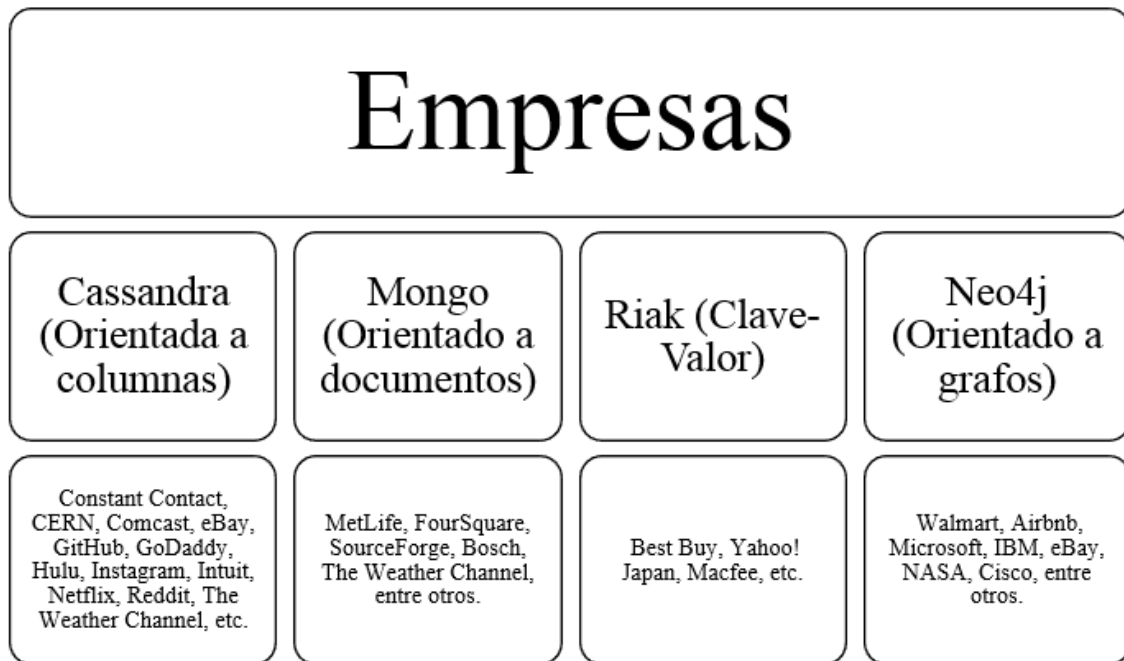 Empresas
Cassandra
(Orientada a
columnas)
Mongo
(Orientado a
documentos)
Riak (Clave-
Valor)
Neo4j
(Orientado a
grafos)
Constant Contact,
CERN, Comcast, eBay,
GitHub, GoDaddy,
Hulu, Instagram, Intuit,
Netflix, Reddit, The
Weather Channel, etc.
MetLife, FourSquare,
SourceForge, Bosch,
The Weather Channel,
entre otros.
Best Buy, Yahoo!
Japan, Macfee, etc.
Walmart, Airbnb,
Microsoft, IBM, eBay,
NASA, Cisco, entre
otros.